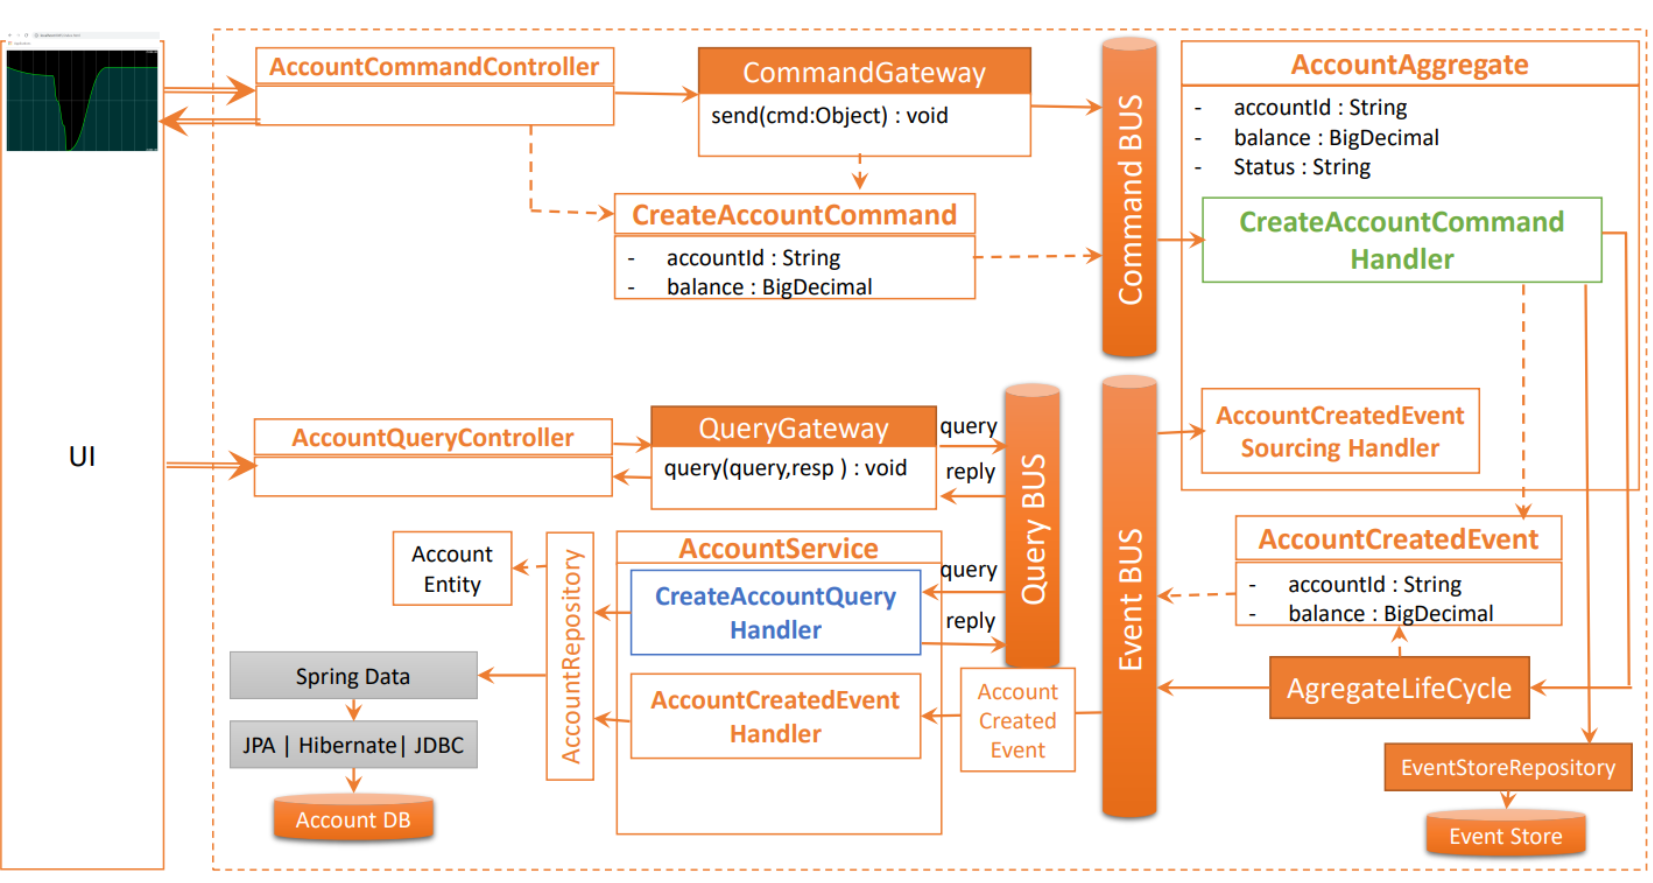 AccountCommandController
CommandGateway
send(cmd:Object) : void
CreateAccountCommand
- accountId : String
- balance : BigDecimal
Command BUS
AccountAggregate
- accountId : String
- balance : BigDecimal
- Status : String
CreateAccountCommand
Handler
AccountCreatedEvent
Sourcing Handler
UI
AccountQueryController
QueryGateway
query(query,resp ) : void
query
reply
Query BUS
Event BUS
AccountCreatedEvent
- accountId : String
- balance : BigDecimal
AgregateLifeCycle
EventStoreRepository
Event Store
Account
Entity
AccountRepository
AccountService
CreateAccountQuery
Handler
query
reply
AccountCreatedEvent
Handler
Account
Created
Event
Spring Data
JPA | Hibernate| JDBC
Account DB